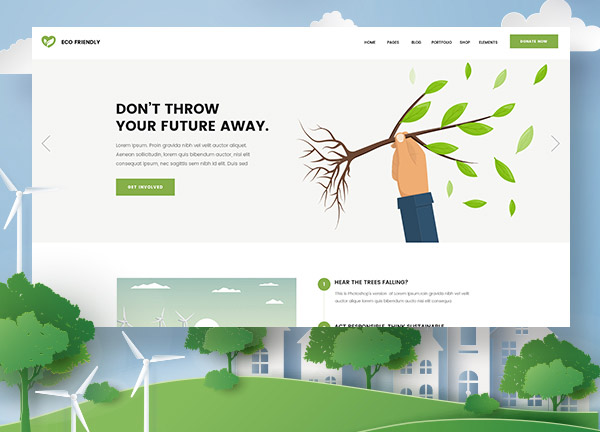 ECO FRIENDLY
HOME PAGES BLOG PORTFOLIO SHOP ELEMENTS DONATE NOW
DON'T THROW
YOUR FUTURE AWAY.
Lorem Ipsum. Proin gravida nibh vel velit auctor aliquet.
Aenean sollicitudin, lorem quis bibendum auctor, nisi elit
consequat ipsum, nec sagittis sem nibh id elit. Duis sed
GET INVOLVED
1 HEAR THE TREES FALLING?
This is Photoshop's version of Lorem Ipsum. Proin gravida nibh vel velit
auctor aliquet quis bibendum auctor, nisi elit consequat ipsum.
ACT RESPONSIBLE, THINK SUSTAINABLE